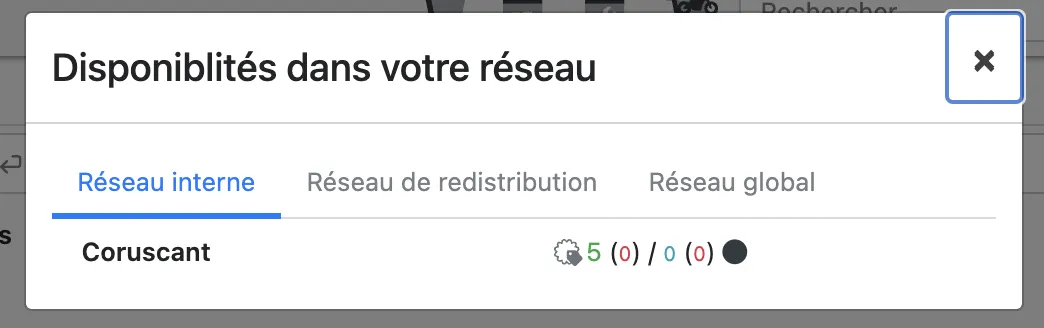 Rechercher
Disponiblités dans votre réseau
×
Réseau interne
Réseau de redistribution
Réseau global
s
Coruscant
5 (0) / 0 (0)